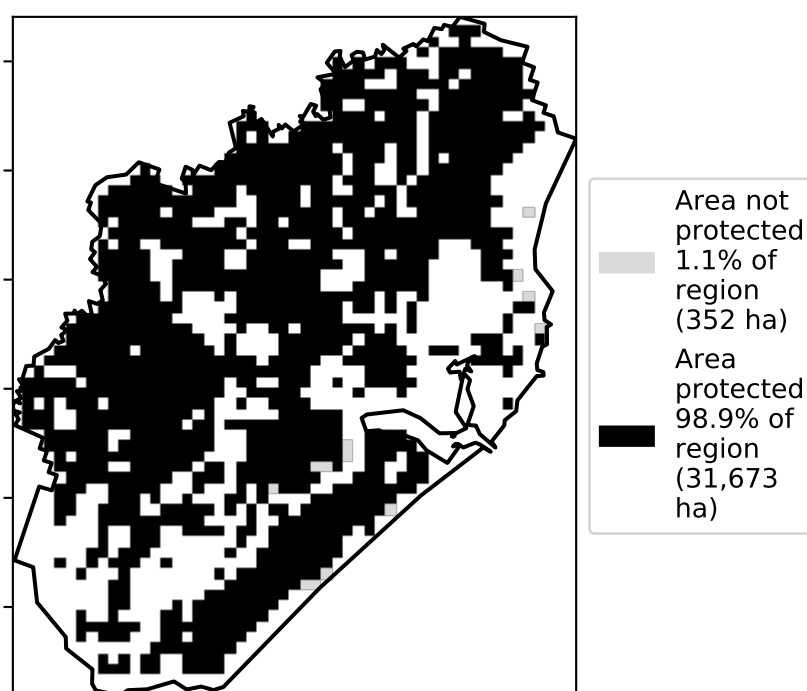 Area not
protected
1.1% of
region
(352 ha)
Area
protected
98.9% of
region
(31,673
ha)